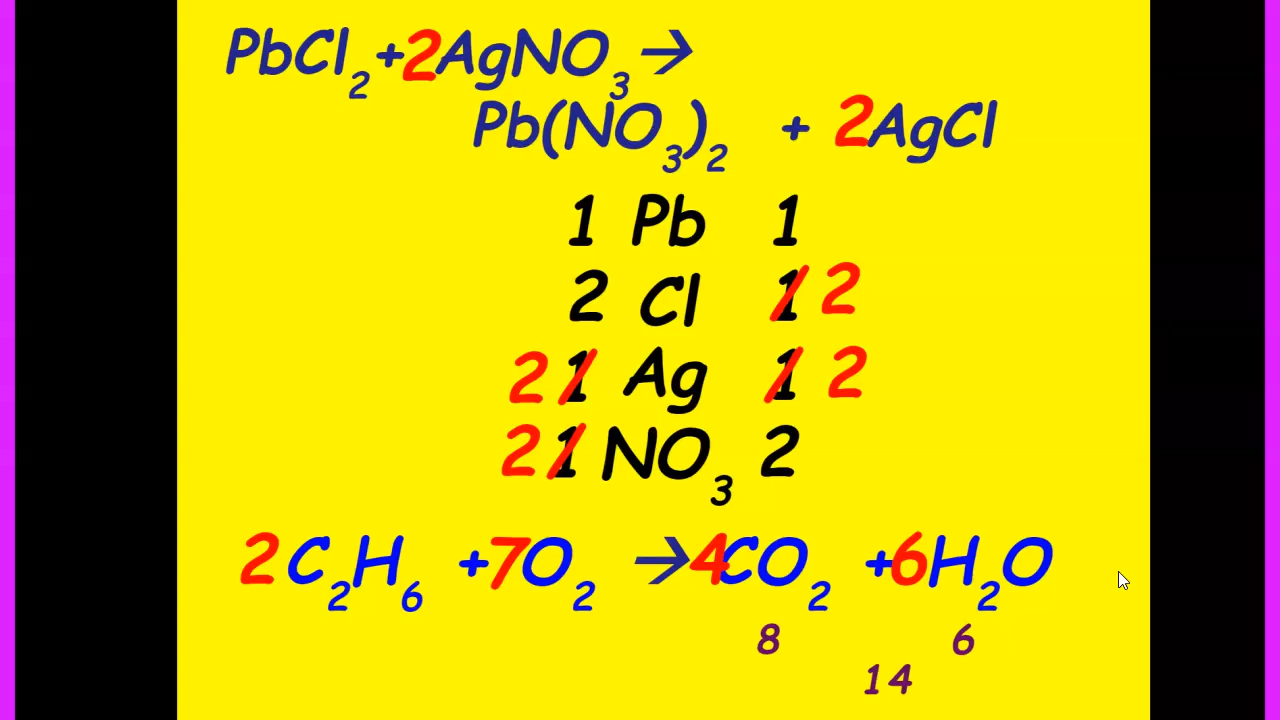 PbCl₂+2AgNO₃→
Pb(NO₃)₂ + 2AgCl
1 Pb 1
2 Cl 1 2
2 1 Ag 1 2
2 1 NO₃ 2
2C₂H₆ +7O₂ →4CO₂ +6H₂O
8 6
14